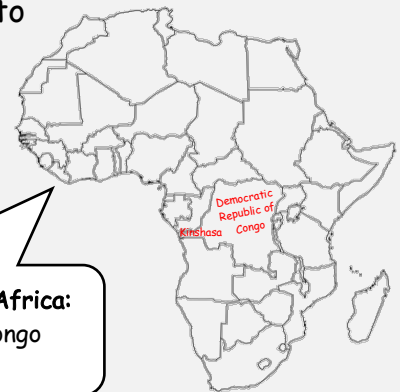 to
Democratic
Republic of
Congo
Kinshasa
Africa:
ongo